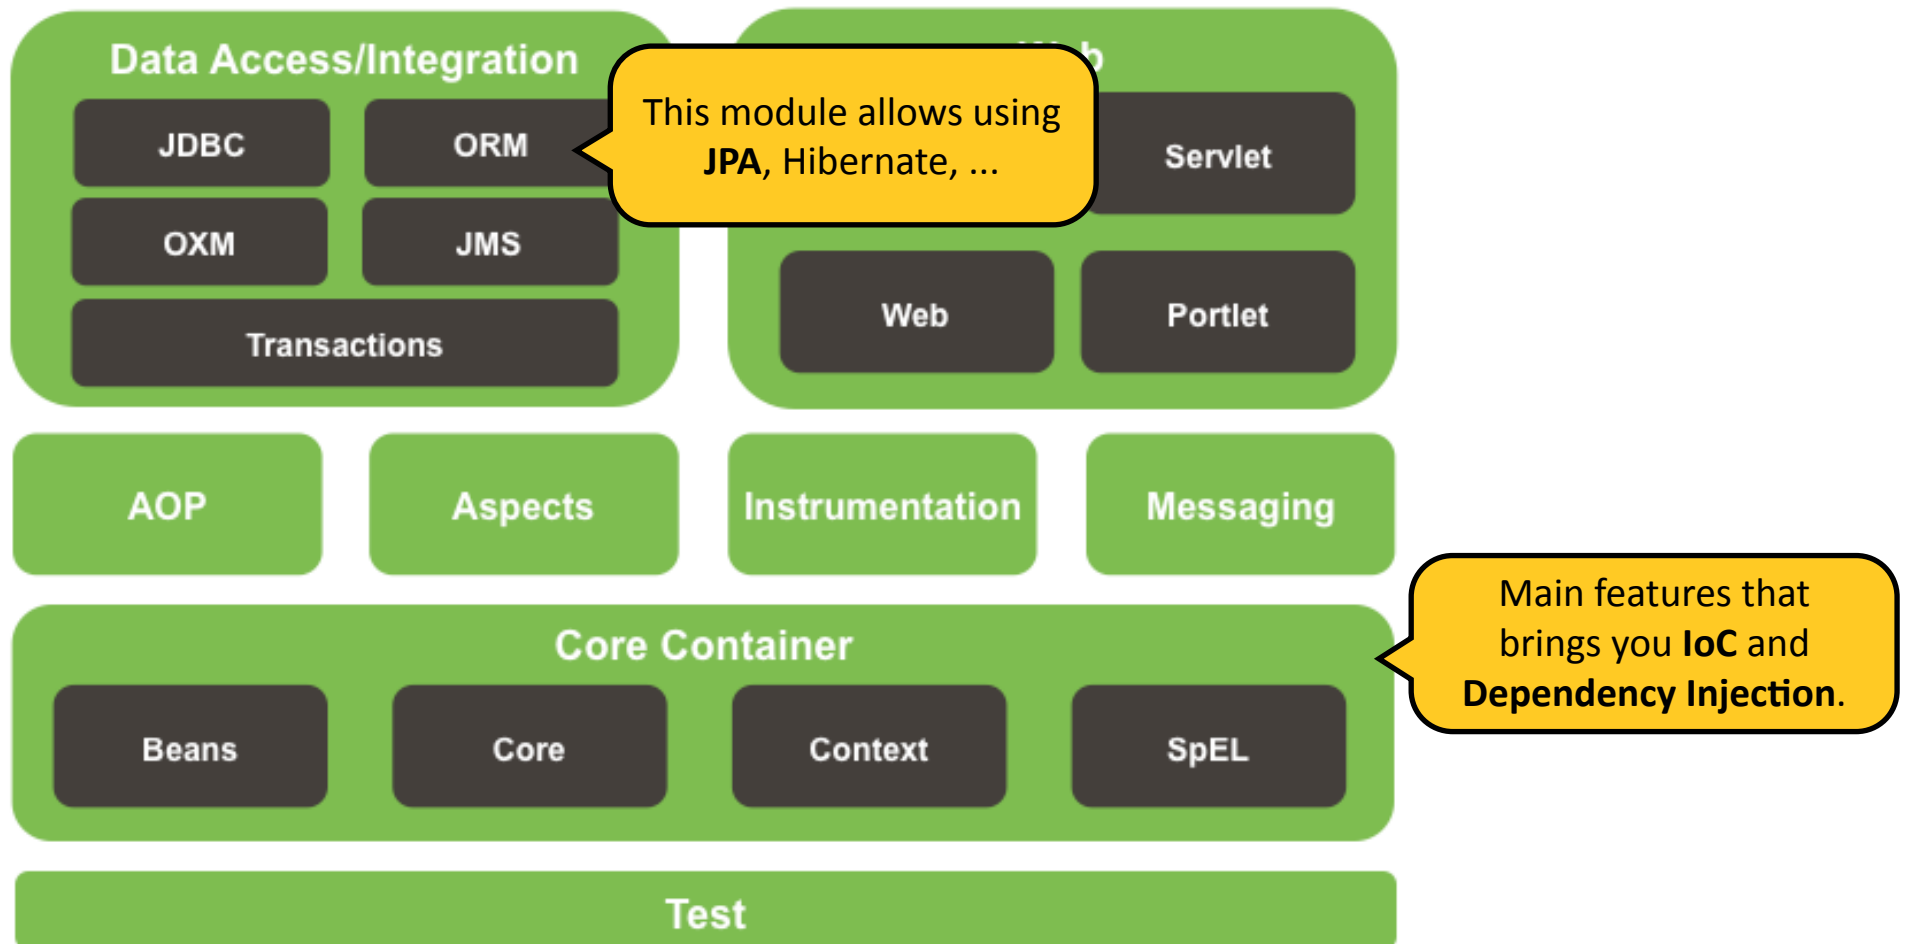 Data Access/Integration
JDBC
ORM
OXM
JMS
Transactions
This module allows using
JPA, Hibernate, ...
Servlet
Web
Portlet
AOP
Aspects
Instrumentation
Messaging
Core Container
Beans
Core
Context
SpEL
Main features that
brings you IoC and
Dependency Injection.
Test